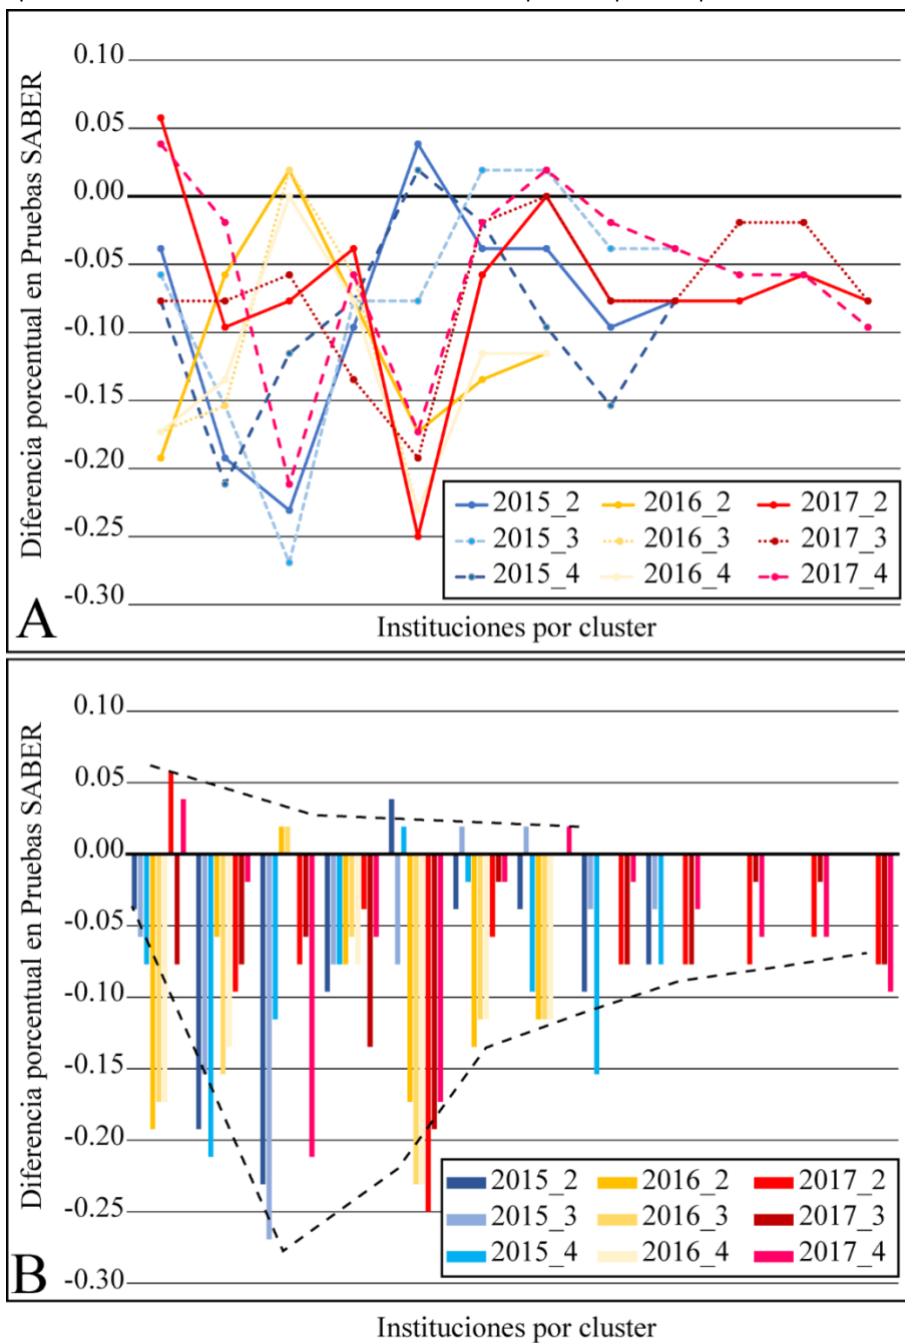 0.10
0.05
0.00
-0.05
-0.10
-0.15
-0.20
-0.25
-0.30
Diferencia porcentual en Pruebas SABER
2015_2 2016_2 2017_2
2015_3 2016_3 2017_3
2015_4 2016_4 2017_4
A
Instituciones por cluster
0.10
0.05
0.00
-0.05
-0.10
-0.15
-0.20
-0.25
-0.30
Diferencia porcentual en Pruebas SABER
2015_2 2016_2 2017_2
2015_3 2016_3 2017_3
2015_4 2016_4 2017_4
B
Instituciones por cluster